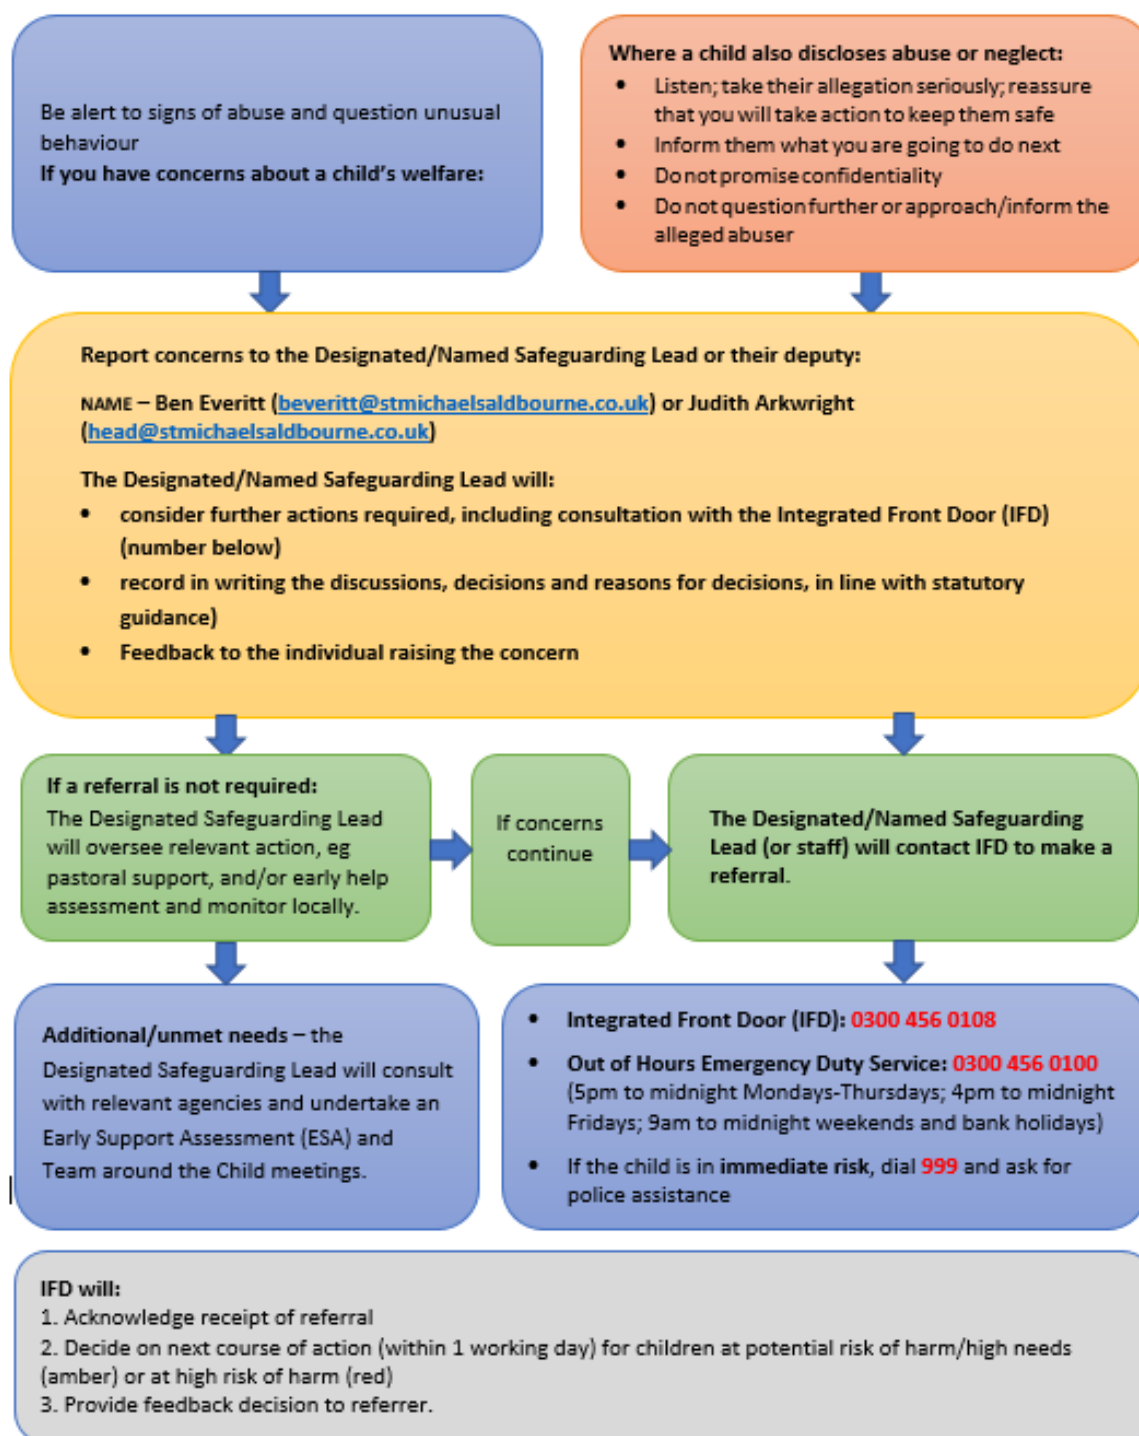 Be alert to signs of abuse and question unusual
behaviour
If you have concerns about a child's welfare:
Where a child also discloses abuse or neglect:
• Listen; take their allegation seriously; reassure
that you will take action to keep them safe
• Inform them what you are going to do next
• Do not promise confidentiality
• Do not question further or approach/inform the
alleged abuser
Report concerns to the Designated/Named Safeguarding Lead or their deputy:
NAME – Ben Everitt (beveritt@stmichaelsaldbourne.co.uk) or Judith Arkwright
(head@stmichaelsaldbourne.co.uk)
The Designated/Named Safeguarding Lead will:
• consider further actions required, including consultation with the Integrated Front Door (IFD)
(number below)
• record in writing the discussions, decisions and reasons for decisions, in line with statutory
guidance)
• Feedback to the individual raising the concern
If a referral is not required:
The Designated Safeguarding Lead
will oversee relevant action, eg
pastoral support, and/or early help
assessment and monitor locally.
If concerns
continue
The Designated/Named Safeguarding
Lead (or staff) will contact IFD to make a
referral.
Additional/unmet needs – the
Designated Safeguarding Lead will consult
with relevant agencies and undertake an
Early Support Assessment (ESA) and
Team around the Child meetings.
• Integrated Front Door (IFD): 0300 456 0108
• Out of Hours Emergency Duty Service: 0300 456 0100
(5pm to midnight Mondays-Thursdays; 4pm to midnight
Fridays; 9am to midnight weekends and bank holidays)
• If the child is in immediate risk, dial 999 and ask for
police assistance
IFD will:
1. Acknowledge receipt of referral
2. Decide on next course of action (within 1 working day) for children at potential risk of harm/high needs
(amber) or at high risk of harm (red)
3. Provide feedback decision to referrer.